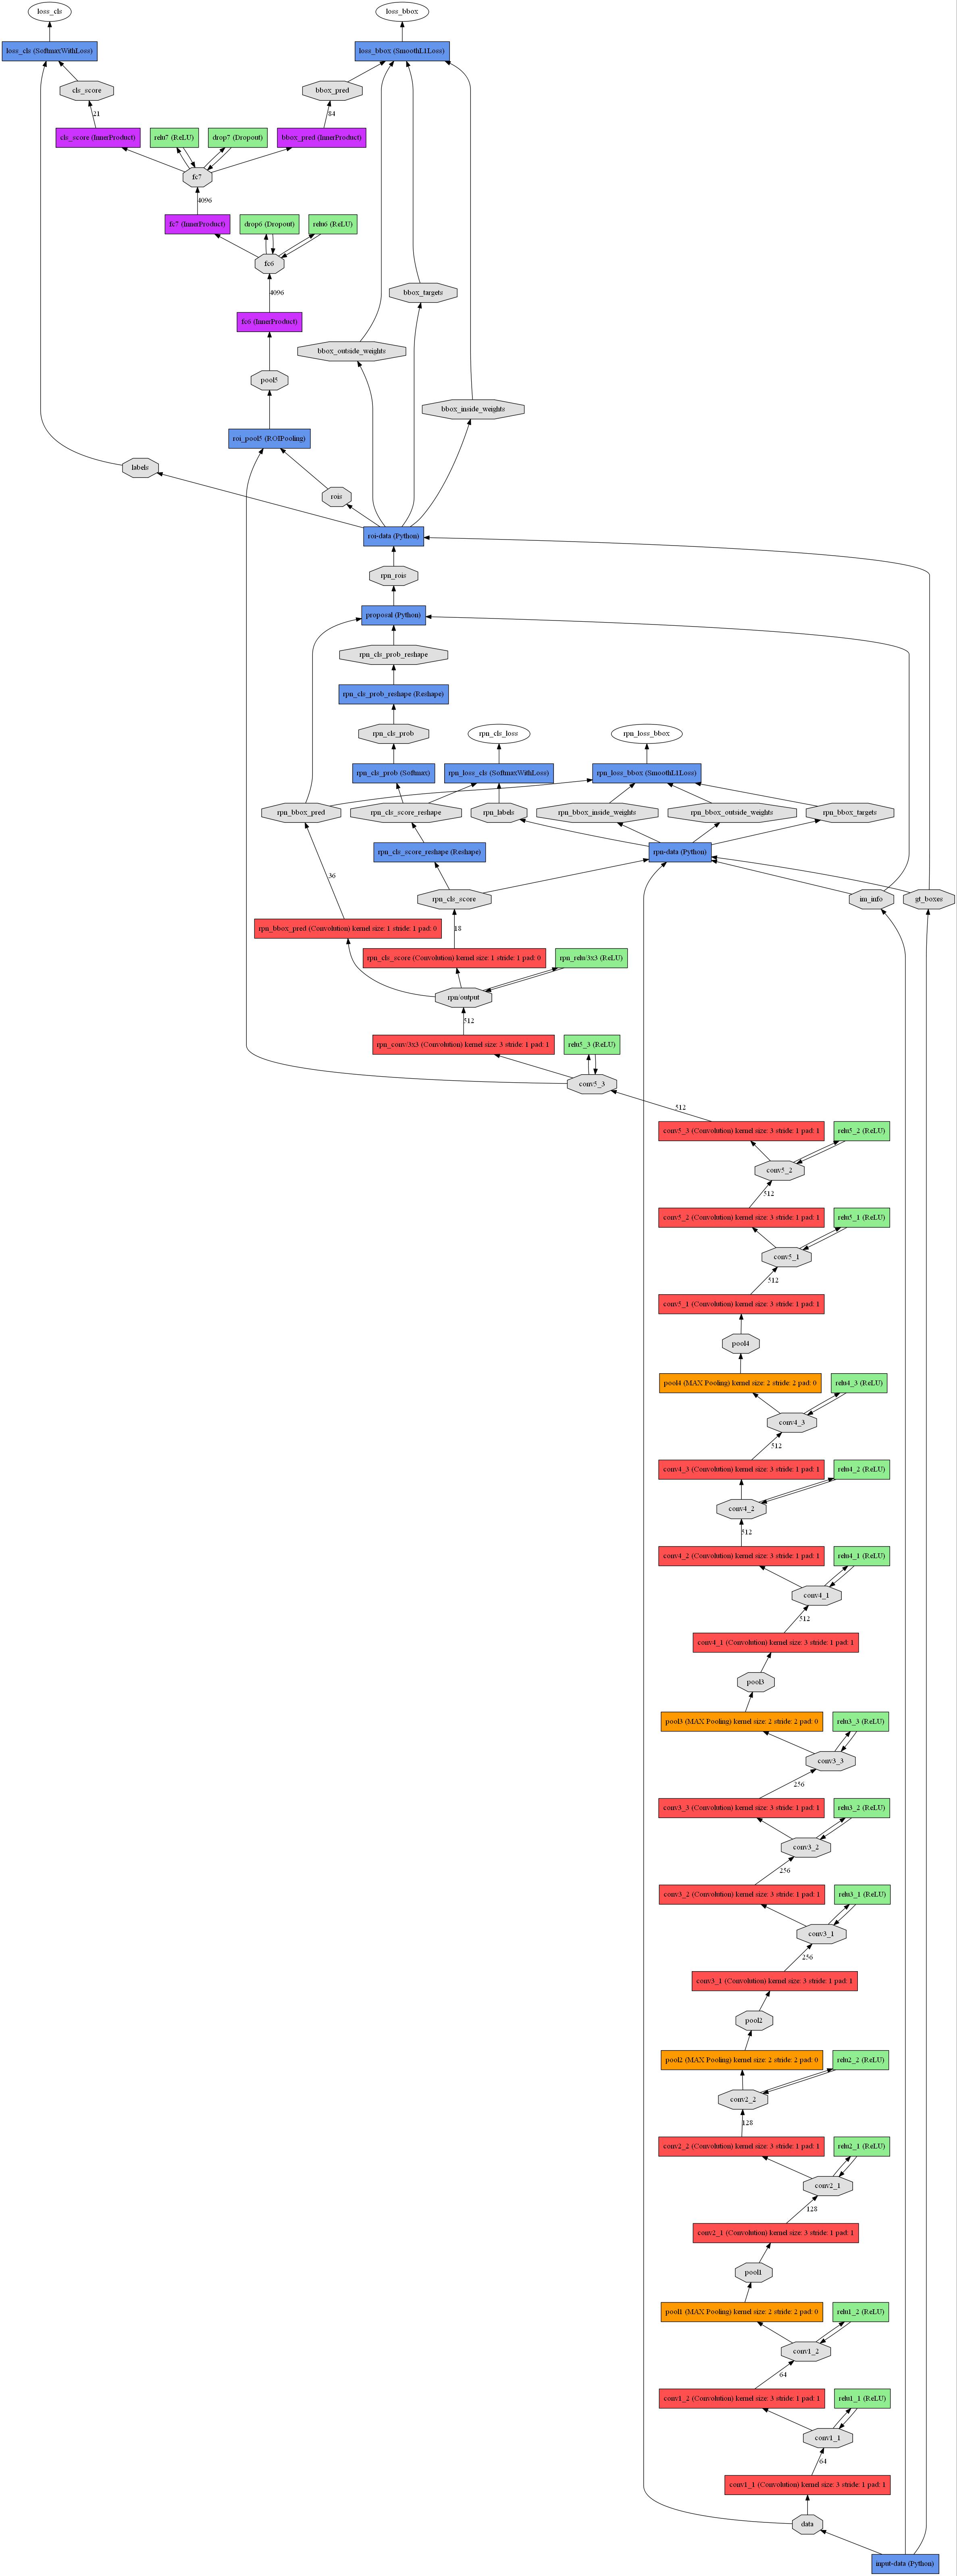 loss_cls
loss_bbox
loss_cls (SoftmaxWithLoss)
loss_bbox (SmoothL1Loss)
cls_score
bbox_pred
21
84
cls_score (InnerProduct)
relu7 (ReLU)
drop7 (Dropout)
bbox_pred (InnerProduct)
fc7
4096
fc7 (InnerProduct)
drop6 (Dropout)
relu6 (ReLU)
fc6
4096
bbox_targets
fc6 (InnerProduct)
bbox_outside_weights
pool5
bbox_inside_weights
roi_pool5 (ROIPooling)
labels
rois
roi-data (Python)
rpn_rois
proposal (Python)
rpn_cls_prob_reshape
rpn_cls_prob_reshape (Reshape)
rpn_cls_prob
rpn_cls_loss
rpn_loss_bbox
rpn_cls_prob (Softmax)
rpn_loss_cls (SoftmaxWithLoss)
rpn_loss_bbox (SmoothL1Loss)
rpn_bbox_pred
rpn_cls_score_reshape
rpn_labels
rpn_bbox_inside_weights
rpn_bbox_outside_weights
rpn_bbox_targets
rpn_cls_score_reshape (Reshape)
rpn-data (Python)
36
rpn_cls_score
im_info
gt_boxes
rpn_bbox_pred (Convolution) kernel size: 1 stride: 1 pad: 0
18
rpn_cls_score (Convolution) kernel size: 1 stride: 1 pad: 0
rpn_relu/3x3 (ReLU)
rpn/output
512
rpn_conv/3x3 (Convolution) kernel size: 3 stride: 1 pad: 1
relu5_3 (ReLU)
conv5_3
512
conv5_3 (Convolution) kernel size: 3 stride: 1 pad: 1
relu5_2 (ReLU)
conv5_2
512
conv5_2 (Convolution) kernel size: 3 stride: 1 pad: 1
relu5_1 (ReLU)
conv5_1
512
conv5_1 (Convolution) kernel size: 3 stride: 1 pad: 1
pool4
pool4 (MAX Pooling) kernel size: 2 stride: 2 pad: 0
relu4_3 (ReLU)
conv4_3
512
conv4_3 (Convolution) kernel size: 3 stride: 1 pad: 1
relu4_2 (ReLU)
conv4_2
512
conv4_2 (Convolution) kernel size: 3 stride: 1 pad: 1
relu4_1 (ReLU)
conv4_1
512
conv4_1 (Convolution) kernel size: 3 stride: 1 pad: 1
pool3
pool3 (MAX Pooling) kernel size: 2 stride: 2 pad: 0
relu3_3 (ReLU)
conv3_3
256
conv3_3 (Convolution) kernel size: 3 stride: 1 pad: 1
relu3_2 (ReLU)
conv3_2
256
conv3_2 (Convolution) kernel size: 3 stride: 1 pad: 1
relu3_1 (ReLU)
conv3_1
256
conv3_1 (Convolution) kernel size: 3 stride: 1 pad: 1
pool2
pool2 (MAX Pooling) kernel size: 2 stride: 2 pad: 0
relu2_2 (ReLU)
conv2_2
128
conv2_2 (Convolution) kernel size: 3 stride: 1 pad: 1
relu2_1 (ReLU)
conv2_1
128
conv2_1 (Convolution) kernel size: 3 stride: 1 pad: 1
pool1
pool1 (MAX Pooling) kernel size: 2 stride: 2 pad: 0
relu1_2 (ReLU)
conv1_2
64
conv1_2 (Convolution) kernel size: 3 stride: 1 pad: 1
relu1_1 (ReLU)
conv1_1
64
conv1_1 (Convolution) kernel size: 3 stride: 1 pad: 1
data
input-data (Python)